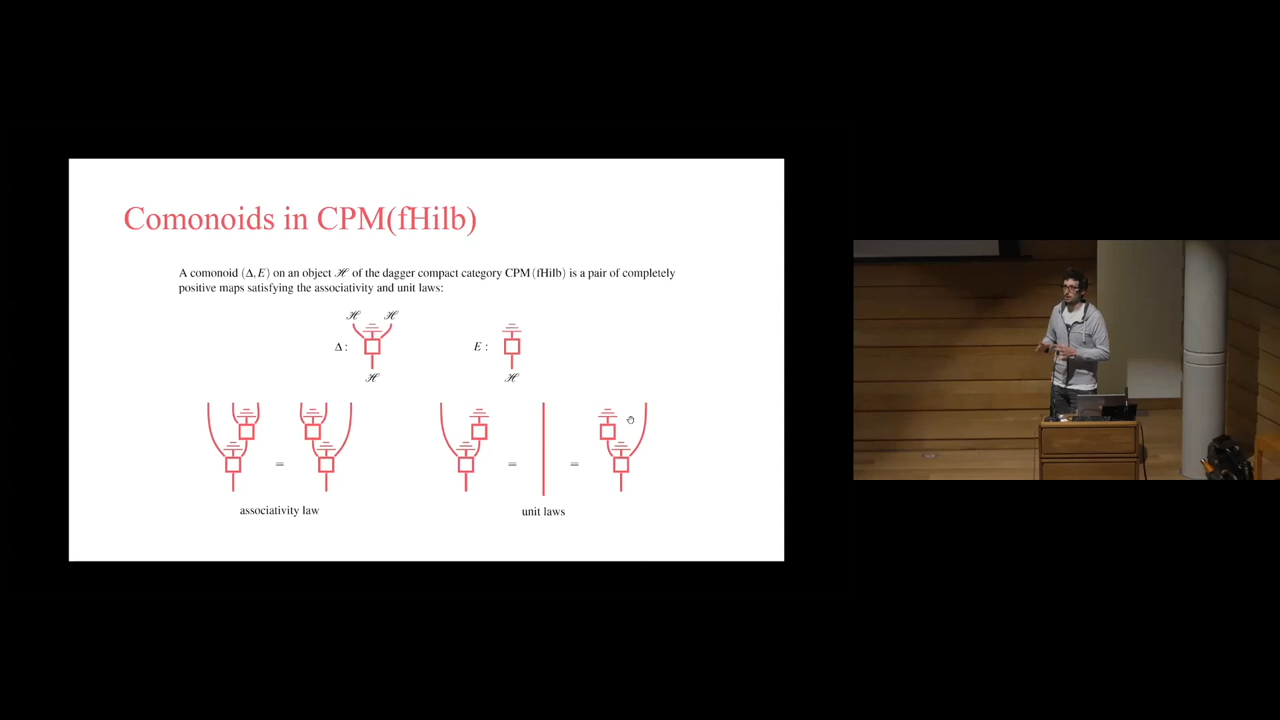 Comonoids in CPM(fHilb)
A comonoid (Δ, E) on an object ℋ of the dagger compact category CPM (fHilb) is a pair of completely
positive maps satisfying the associativity and unit laws:
ℋ ℋ
Δ : E :
ℋ ℋ
= = =
associativity law unit laws